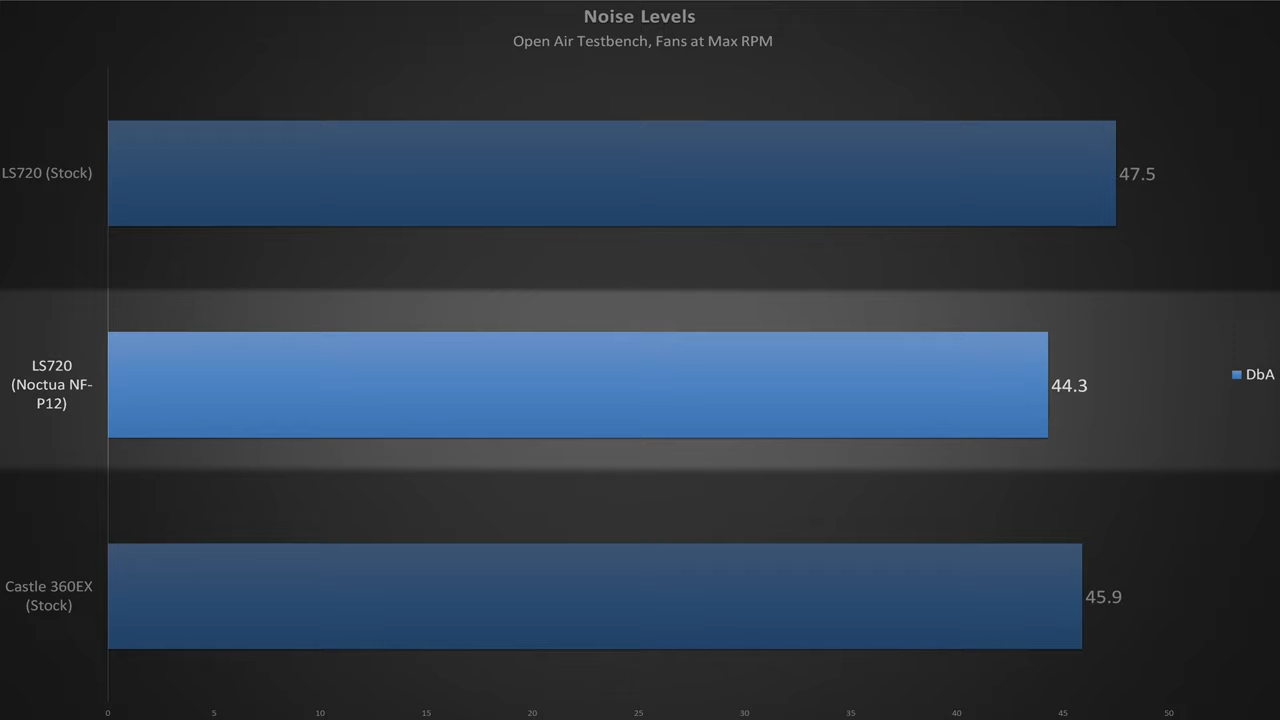 Noise Levels
Open Air Testbench, Fans at Max RPM
LS720 (Stock)
47.5
LS720
(Noctua NF-
P12)
44.3
DbA
Castle 360EX
(Stock)
45.9
0 5 10 15 20 25 30 35 40 45 50